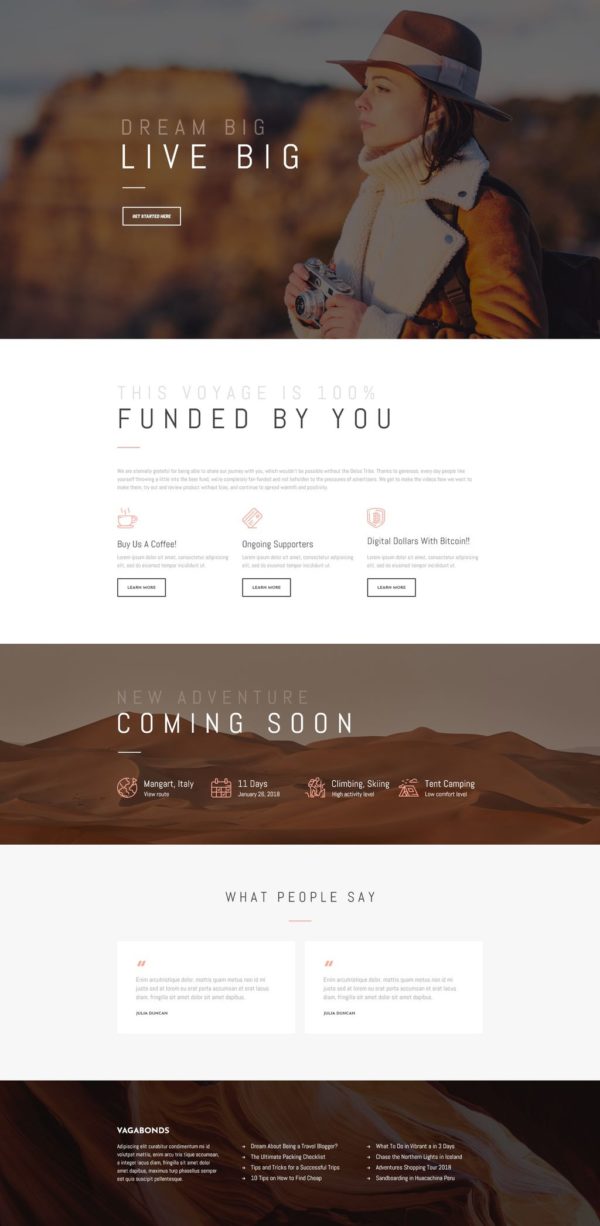 DREAM BIG
LIVE BIG
GET STARTED HERE
THIS VOYAGE IS 100%
FUNDED BY YOU
We are eternally grateful for being able to share our journey with you, which wouldn't be possible without the Delos Tribe. Thanks to generous, every day people like
yourself throwing a little into the beer fund, we're completely fan funded and not beholden to the pressures of advertisers. We get to make the videos how we want to
make them, try out and review product without bias, and continue to spread warmth and positivity.
Buy Us A Coffee!
Ongoing Supporters
Digital Dollars With Bitcoin!!
Lorem ipsum dolor sit amet, consectetur adipiscing
elit, sed do eiusmod tempor incididunt ut
Lorem ipsum dolor sit amet, consectetur adipiscing
elit, sed do eiusmod tempor incididunt ut
Lorem ipsum dolor sit amet, consectetur adipiscing
elit, sed do eiusmod tempor incididunt ut
LEARN MORE
LEARN MORE
LEARN MORE
NEW ADVENTURE
COMING SOON
Mangart, Italy
View route
11 Days
January 26, 2018
Climbing, Skiing
High activity level
Tent Camping
Low comfort level
WHAT PEOPLE SAY
“
Enim arcutristique dolor, mattis quam metus non id mi
justo sed at lorem eu erat porta accumsan at erat lacus
diam, fringilla sit amet dolor sit amet dapibus.
JULIA DUNCAN
“
Enim arcutristique dolor, mattis quam metus non id mi
justo sed at lorem eu erat porta accumsan at erat lacus
diam, fringilla sit amet dolor sit amet dapibus.
JULIA DUNCAN
VAGABONDS
Adipiscing elit curabitur condimentum mi id
volutpat mattis, enim arcu trix tique accumsan,
a integer lacus diam, fringilla sit amet dolor
amet dapibus, maximus turp phasellus semper
est quis suscipit pellentesque.
Dream About Being a Travel Blogger?
The Ultimate Packing Checklist
Tips and Tricks for a Successful Trips
10 Tips on How to Find Cheap
What To Do in Vibrant a in 3 Days
Chase the Northern Lights in Iceland
Adventures Shopping Tour 2018
Sandboarding in Huacachina Peru